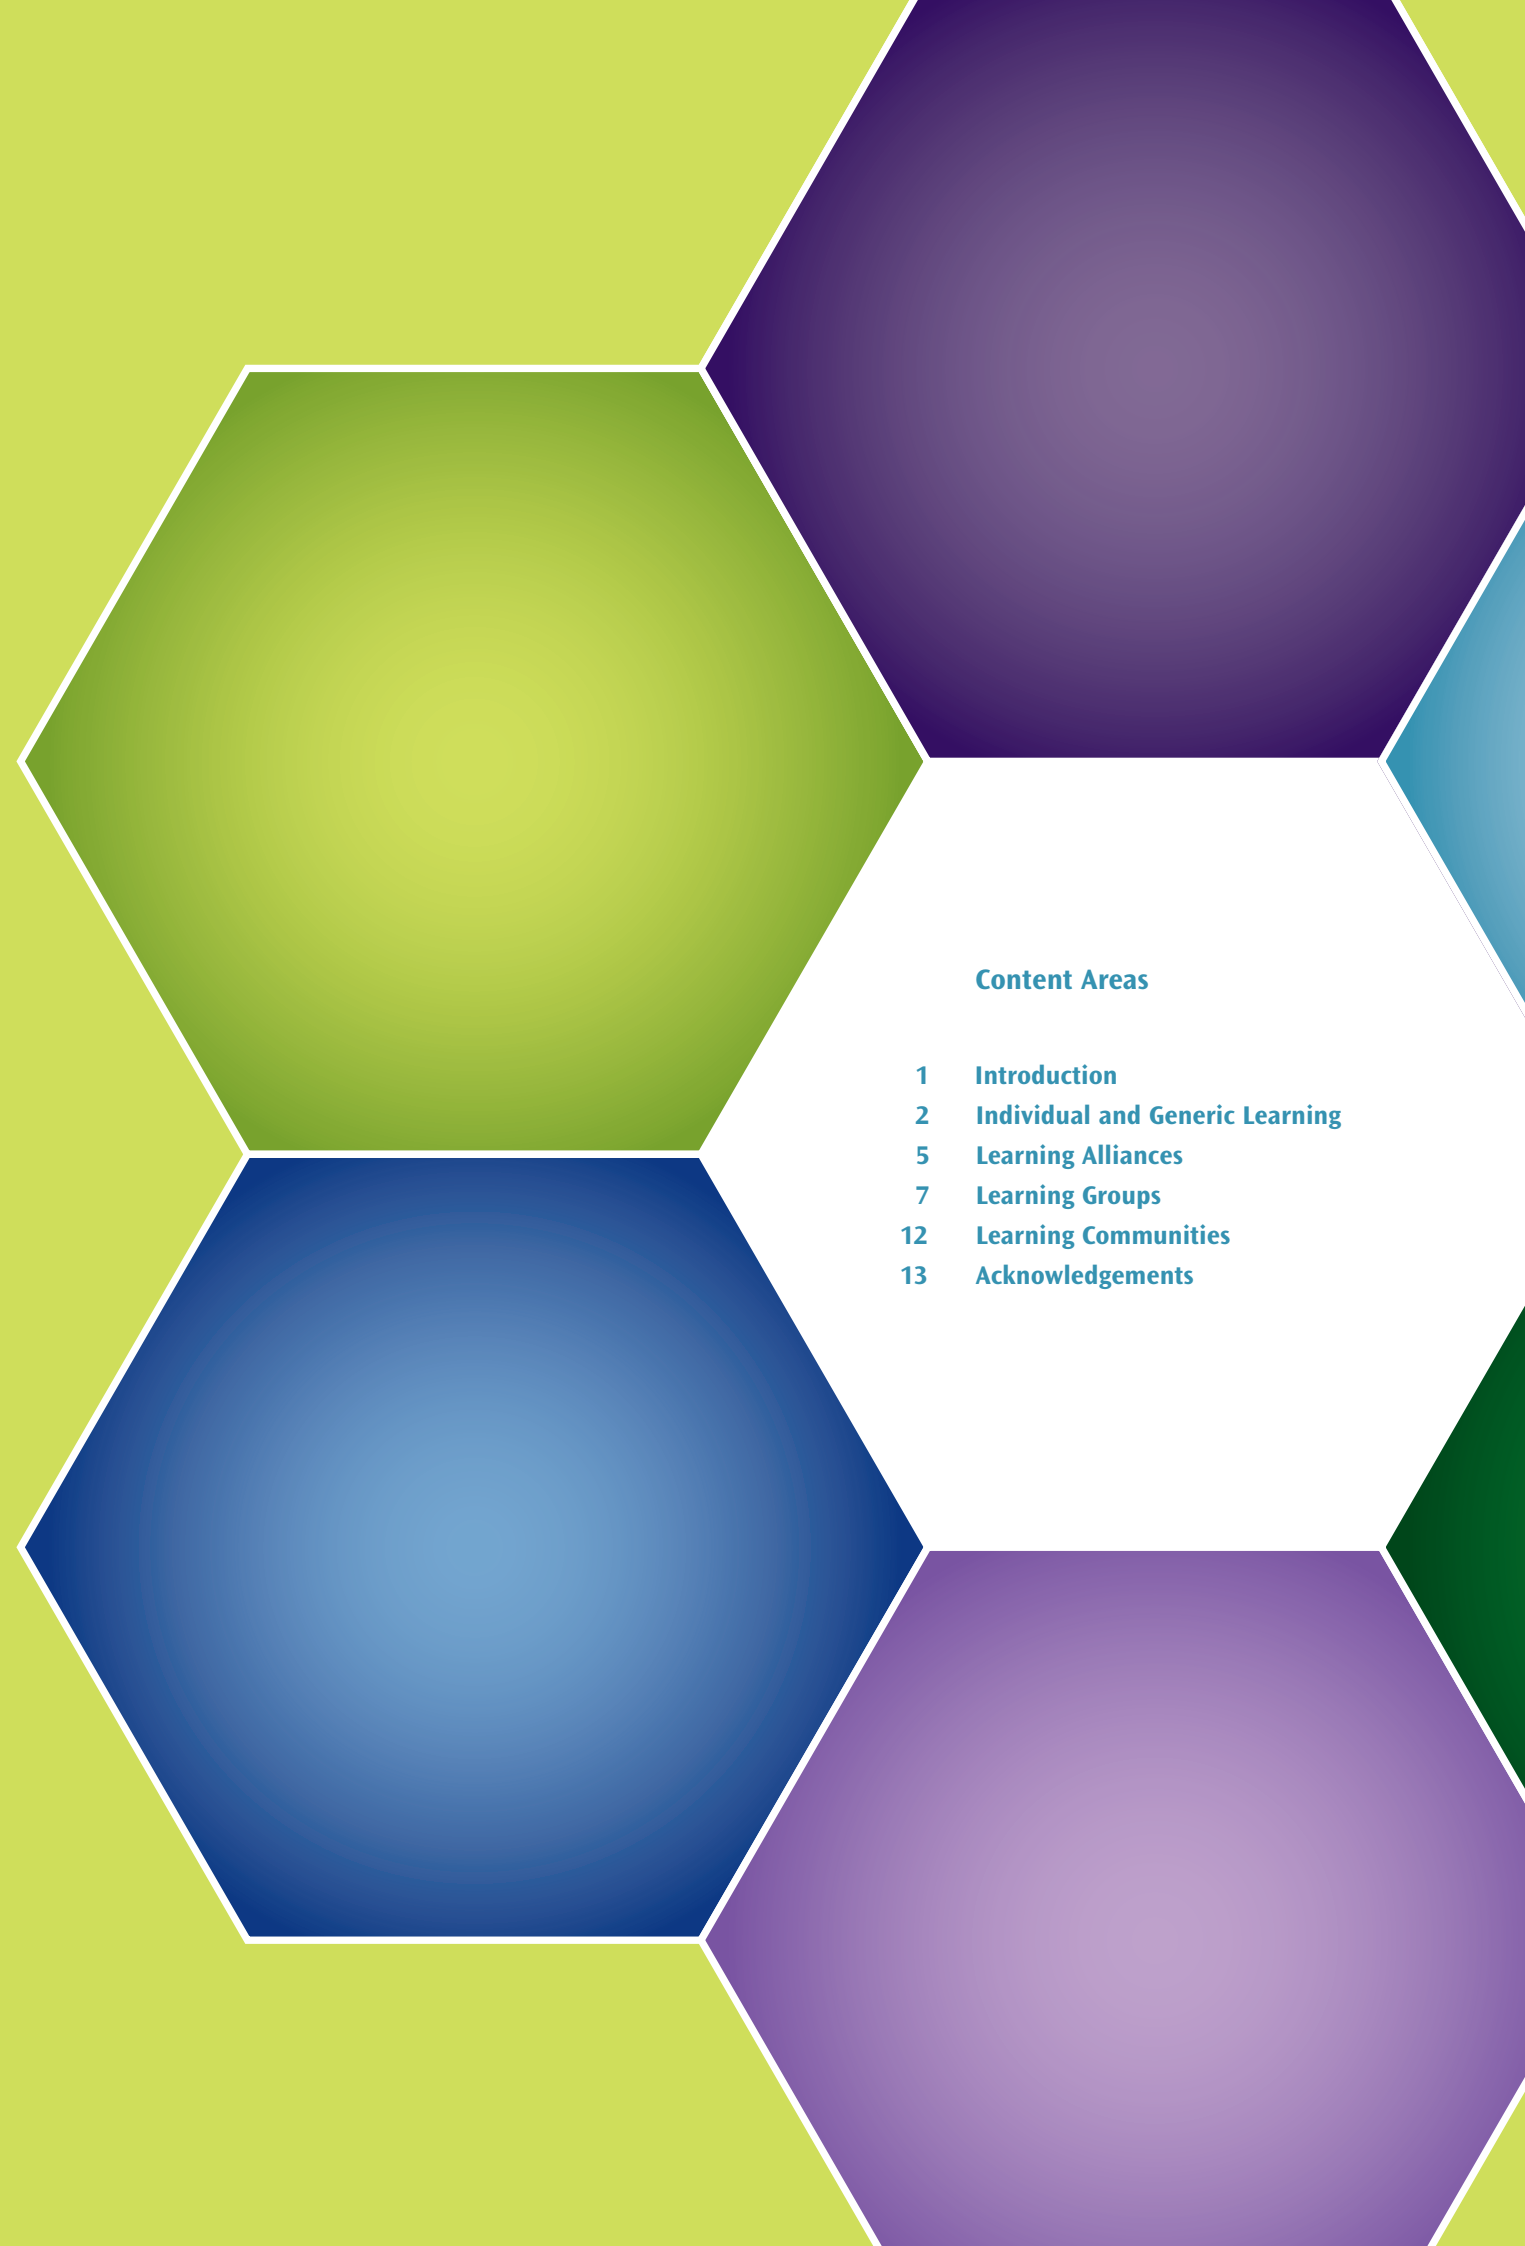 Content Areas
1 Introduction
2 Individual and Generic Learning
5 Learning Alliances
7 Learning Groups
12 Learning Communities
13 Acknowledgements